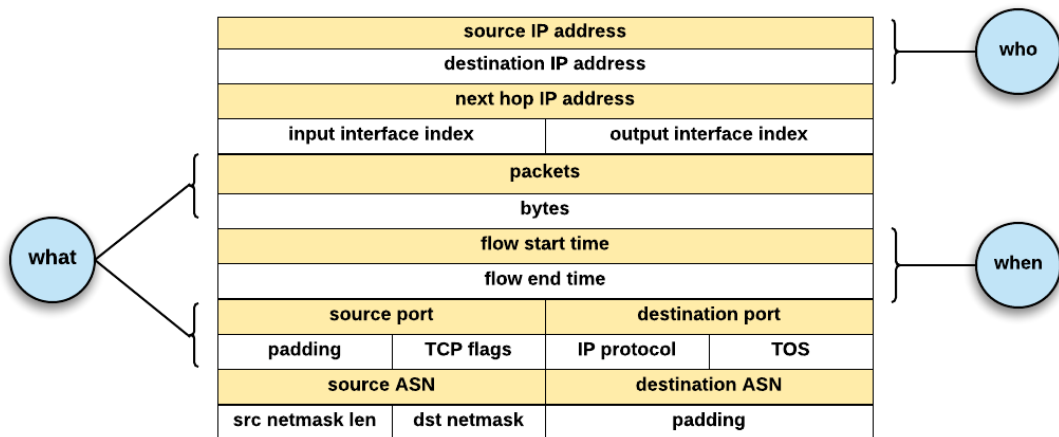 source IP address
who
destination IP address
next hop IP address
input interface index output interface index
packets
bytes
what
flow start time
when
flow end time
source port destination port
padding TCP flags IP protocol TOS
source ASN destination ASN
src netmask len dst netmask padding